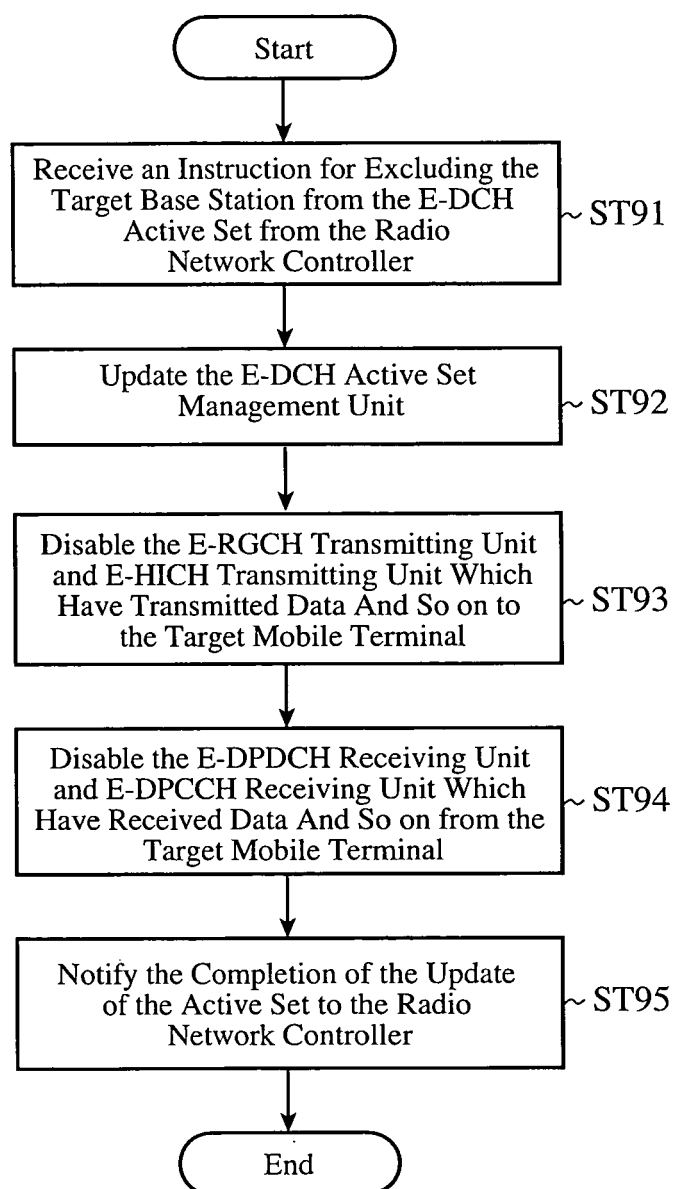 Start
Receive an Instruction for Excluding the
Target Base Station from the E-DCH
Active Set from the Radio
Network Controller
ST91
Update the E-DCH Active Set
Management Unit
ST92
Disable the E-RGCH Transmitting Unit
and E-HICH Transmitting Unit Which
Have Transmitted Data And So on to
the Target Mobile Terminal
ST93
Disable the E-DPDCH Receiving Unit
and E-DPCCH Receiving Unit Which
Have Received Data And So on from the
Target Mobile Terminal
ST94
Notify the Completion of the Update
of the Active Set to the Radio
Network Controller
ST95
End